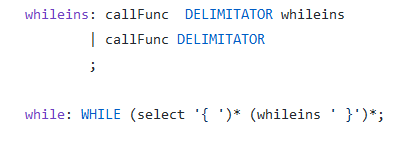 whileins: callFunc  DELIMITATOR whileins
| callFunc DELIMITATOR
;
while: WHILE (select '{ ')* (whileins ' }')*;